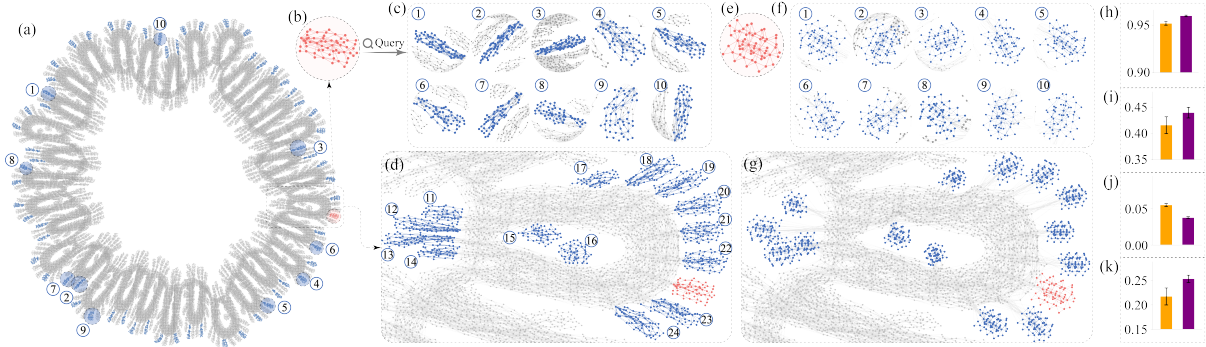 (a)
10
1
8
3
6
4
5
7
2
9
(b)
Query
(c)
1 2 3 4 5
6 7 8 9 10
(d)
11
12
13
14
15
16
17
18
19
20
21
22
23
24
(e)
(f)
1 2 3 4 5
6 7 8 9 10
(g)
(h)
0.95
0.90
(i)
0.45
0.40
0.35
(j)
0.05
0.00
(k)
0.25
0.20
0.15